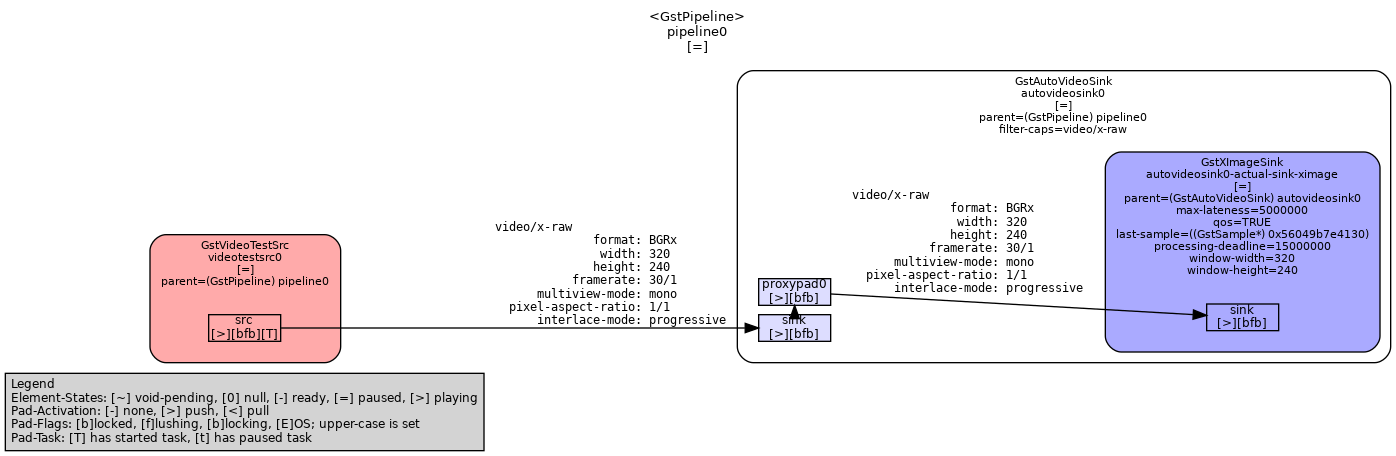 <GstPipeline>
pipeline0
[=]
GstAutoVideoSink
autovideosink0
[=]
parent=(GstPipeline) pipeline0
filter-caps=video/x-raw
GstXImageSink
autovideosink0-actual-sink-ximage
[=]
parent=(GstAutoVideoSink) autovideosink0
max-lateness=5000000
qos=TRUE
last-sample=((GstSample*) 0x56049b7e4130)
processing-deadline=15000000
window-width=320
window-height=240
sink
[>][bfb]
video/x-raw
format: BGRx
width: 320
height: 240
framerate: 30/1
multiview-mode: mono
pixel-aspect-ratio: 1/1
interlace-mode: progressive
proxypad0
[>][bfb]
sink
[>][bfb]
video/x-raw
format: BGRx
width: 320
height: 240
framerate: 30/1
multiview-mode: mono
pixel-aspect-ratio: 1/1
interlace-mode: progressive
GstVideoTestSrc
videotestsrc0
[=]
parent=(GstPipeline) pipeline0
src
[>][bfb][T]
Legend
Element-States: [~] void-pending, [0] null, [-] ready, [=] paused, [>] playing
Pad-Activation: [-] none, [>] push, [<] pull
Pad-Flags: [b]locked, [f]lushing, [b]locking, [E]OS; upper-case is set
Pad-Task: [T] has started task, [t] has paused task